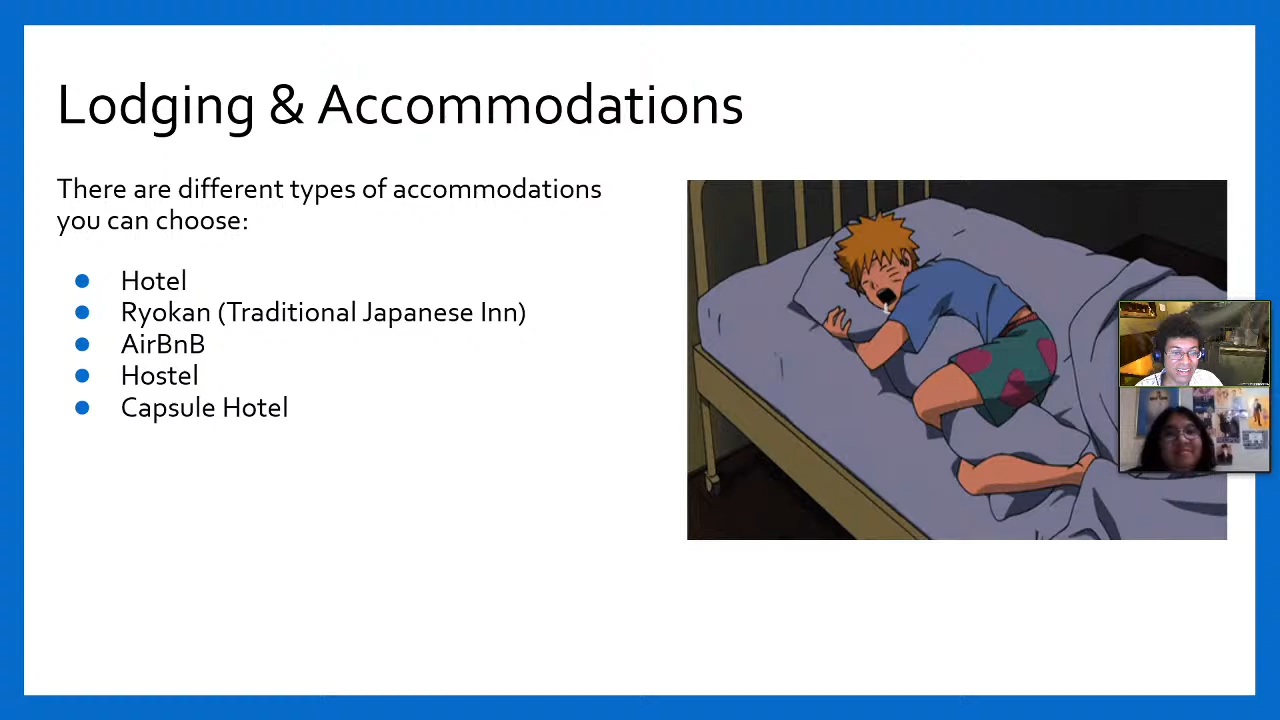 Lodging & Accommodations
There are different types of accommodations
you can choose:
Hotel
Ryokan (Traditional Japanese Inn)
AirBnB
Hostel
Capsule Hotel